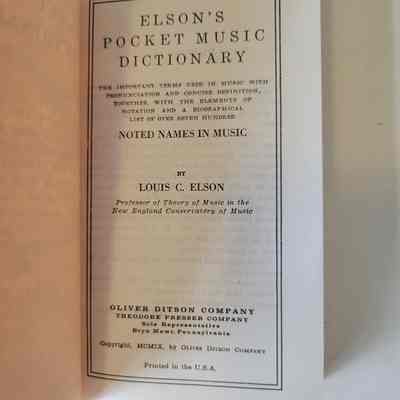 ELSON'S
POCKET MUSIC
DICTIONARY
THE IMPORTANT TERMS USED IN MUSIC WITH
PRONUNCIATION AND CONCISE DEFINITION,
TOGETHER WITH THE ELEMENTS OF
NOTATION AND A BIOGRAPHICAL
LIST OF OVER SEVEN HUNDRED
NOTED NAMES IN MUSIC
BY
LOUIS C. ELSON
Professor of Theory of Music in the
New England Conservatory of Music
OLIVER DITSON COMPANY
THEODORE PRESSER COMPANY
Sole Representative
Bryn Mawr, Pennsylvania
Copyright, MCMIX, by OLIVER DITSON COMPANY
Printed in the U.S.A.